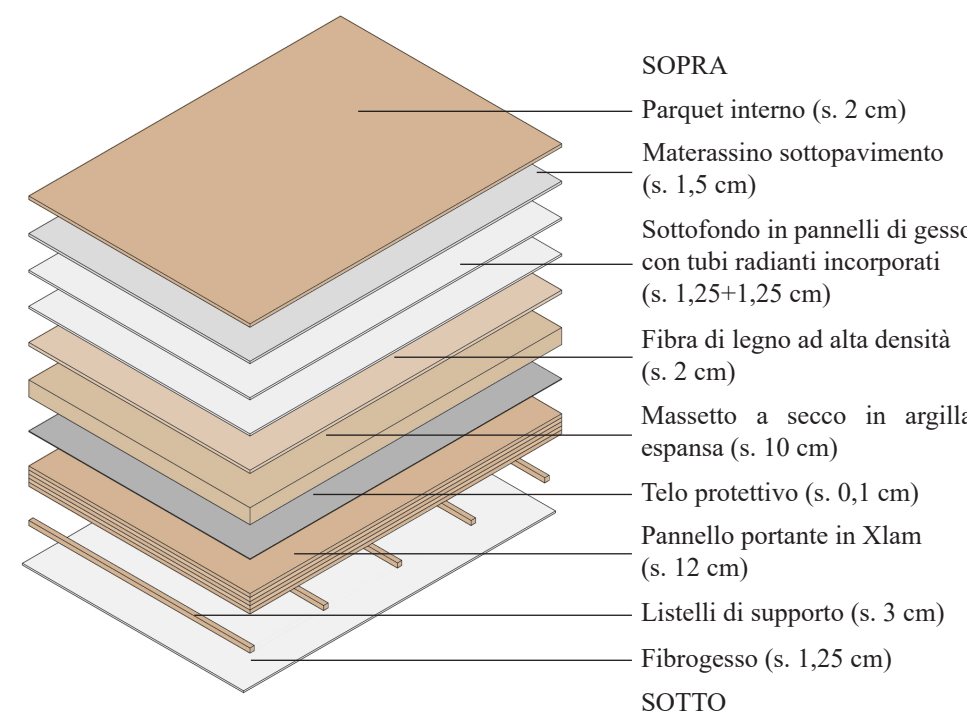 SOPRA
Parquet interno (s. 2 cm)
Materassino sottopavimento
(s. 1,5 cm)
Sottofondo in pannelli di gesso
con tubi radianti incorporati
(s. 1,25+1,25 cm)
Fibra di legno ad alta densità
(s. 2 cm)
Massetto a secco in argilla
espansa (s. 10 cm)
Telo protettivo (s. 0,1 cm)
Pannello portante in Xlam
(s. 12 cm)
Listelli di supporto (s. 3 cm)
Fibrogesso (s. 1,25 cm)
SOTTO